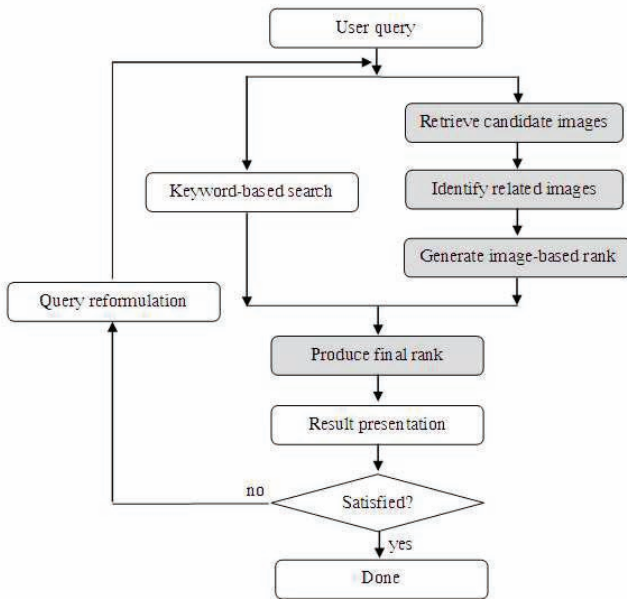 User query
Retrieve candidate images
Keyword-based search
Identify related images
Generate image-based rank
Query reformulation
Produce final rank
Result presentation
no
Satisfied?
yes
Done